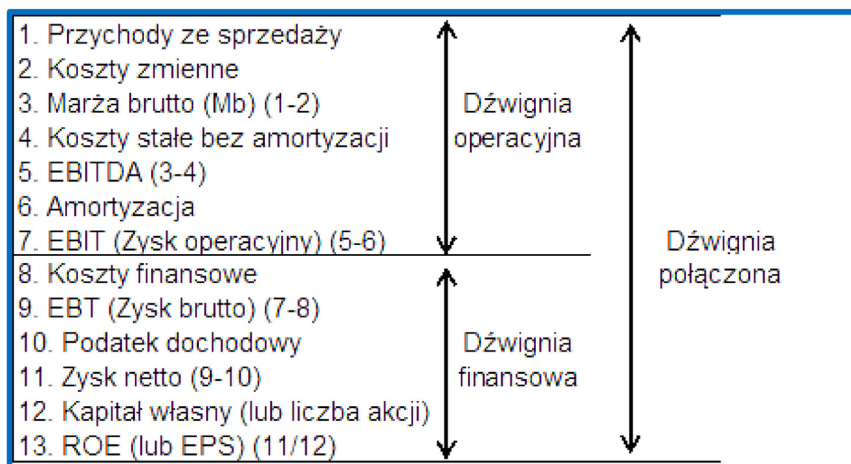 1. Przychody ze sprzedaży
2. Koszty zmienne
3. Marża brutto (Mb) (1-2)
4. Koszty stałe bez amortyzacji
5. EBITDA (3-4)
6. Amortyzacja
7. EBIT (Zysk operacyjny) (5-6)
Dźwignia
operacyjna
8. Koszty finansowe
9. EBT (Zysk brutto) (7-8)
10. Podatek dochodowy
11. Zysk netto (9-10)
12. Kapitał własny (lub liczba akcji)
13. ROE (lub EPS) (11/12)
Dźwignia
finansowa
Dźwignia
połączona